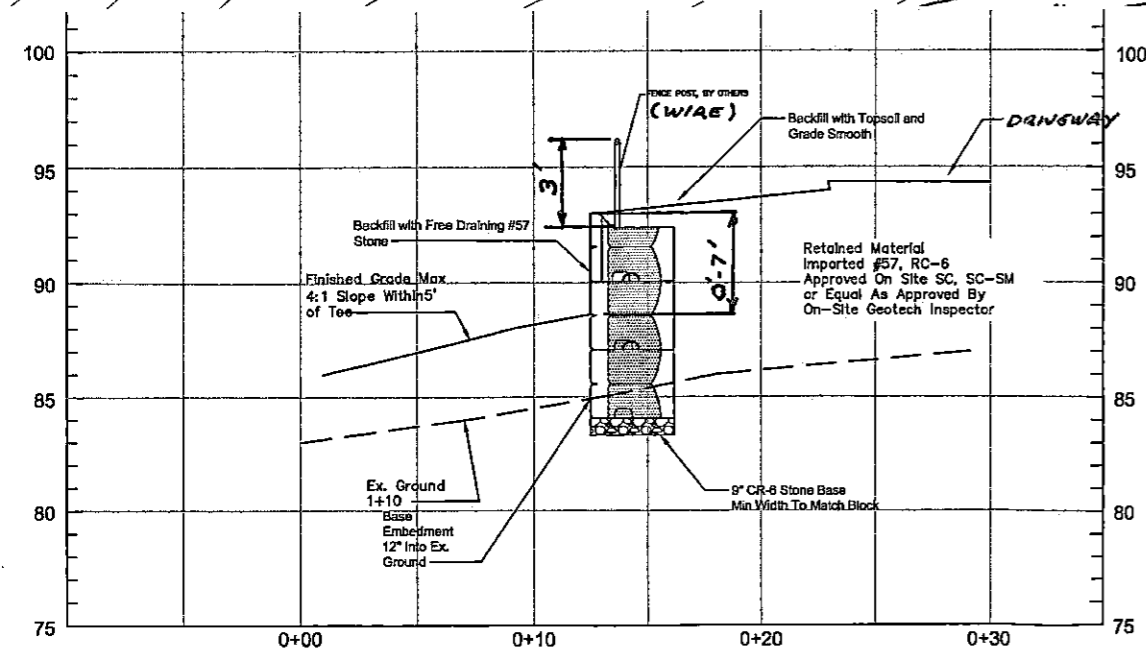 100
100
FENCE POST, BY OTHERS
(WIRE)
Backfill with Topsoil and
Grade Smooth
DRIVEWAY
95
95
3'
Backfill with Free Draining #57
Stone
Retained Material
Imported #57, RC-6
Approved On Site SC, SC-SM
or Equal As Approved By
On-Site Geotech Inspector
0'-7'
Finished Grade Max
4:1 Slope Within 5'
of Toe
90
90
85
85
Ex. Ground
1+10
Base
Embedment
12" Into Ex.
Ground
9" CR-6 Stone Base
Min Width To Match Block
80
80
75
75
0+00
0+10
0+20
0+30